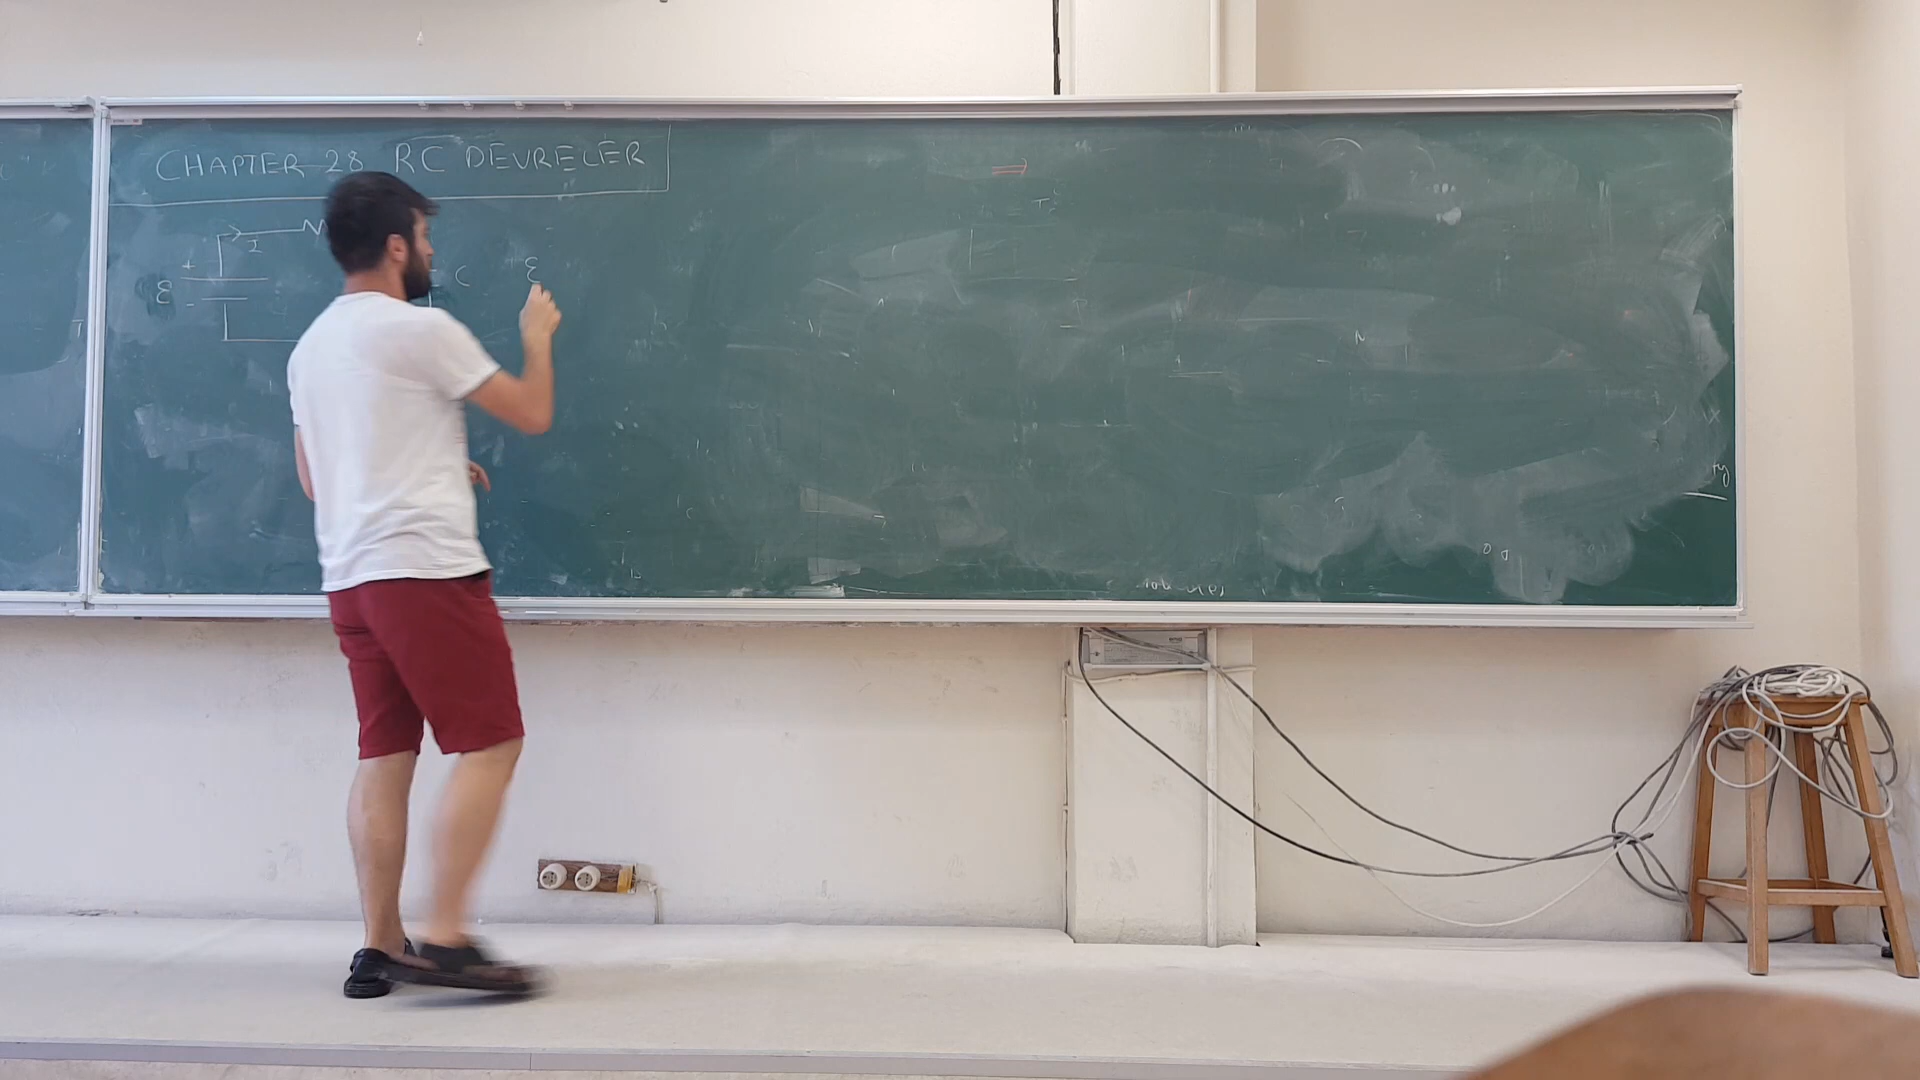 CHAPTER 28 RC DEVRELER
I
+
C
ε
ε
-